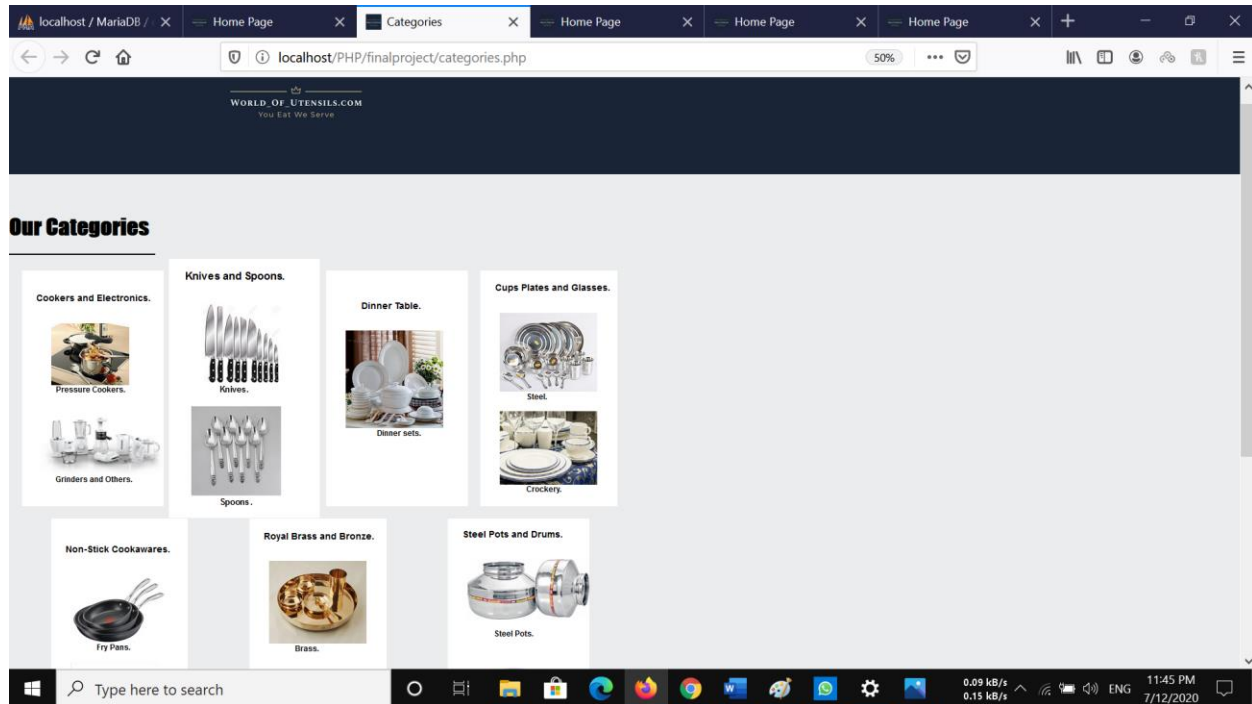 localhost / MariaDB /
Home Page
Categories
Home Page
Home Page
Home Page
localhost/PHP/finalproject/categories.php
50%
WORLD_OF_UTENSILS.COM
You Eat We Serve
Our Categories
Cookers and Electronics.
Pressure Cookers.
Grinders and Others.
Knives and Spoons.
Knives.
Spoons.
Dinner Table.
Dinner sets.
Cups Plates and Glasses.
Steel.
Crockery.
Non-Stick Cookawares.
Fry Pans.
Royal Brass and Bronze.
Brass.
Steel Pots and Drums.
Steel Pots.
Type here to search
0.09 kB/s
0.15 kB/s
ENG
11:45 PM
7/12/2020